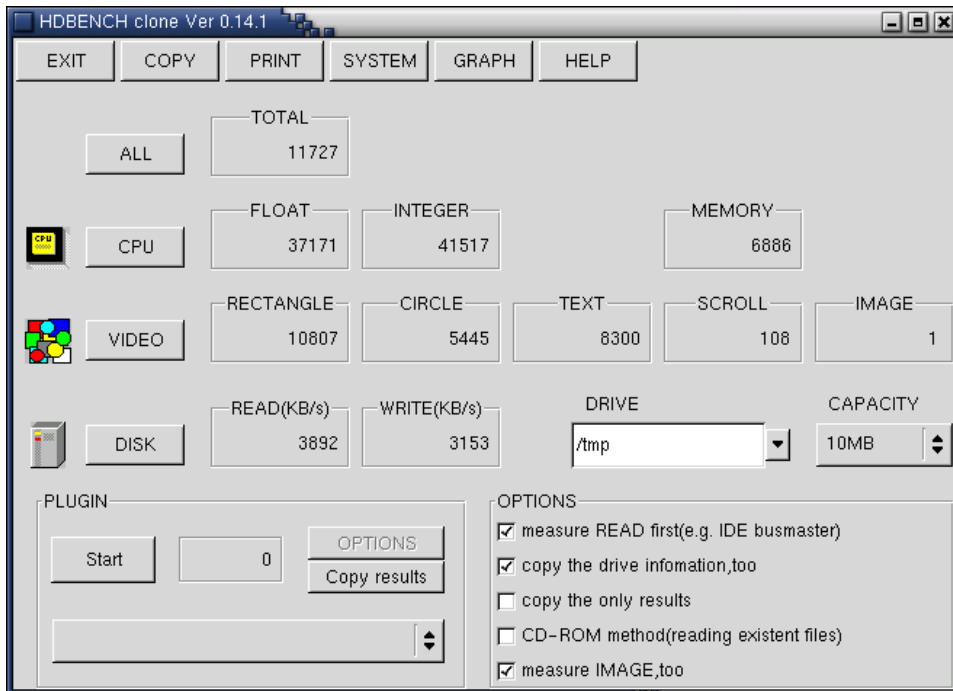 HDBENCH clone Ver 0.14.1
EXIT COPY PRINT SYSTEM GRAPH HELP
TOTAL
ALL 11727
FLOAT INTEGER MEMORY
CPU CPU 37171 41517 6886
RECTANGLE CIRCLE TEXT SCROLL IMAGE
VIDEO 10807 5445 8300 108 1
READ(KB/s) WRITE(KB/s) DRIVE CAPACITY
DISK 3892 3153 /tmp 10MB
PLUGIN
Start 0 OPTIONS
Copy results
OPTIONS
measure READ first(e.g. IDE busmaster)
copy the drive infomation,too
copy the only results
CD-ROM method(reading existent files)
measure IMAGE,too